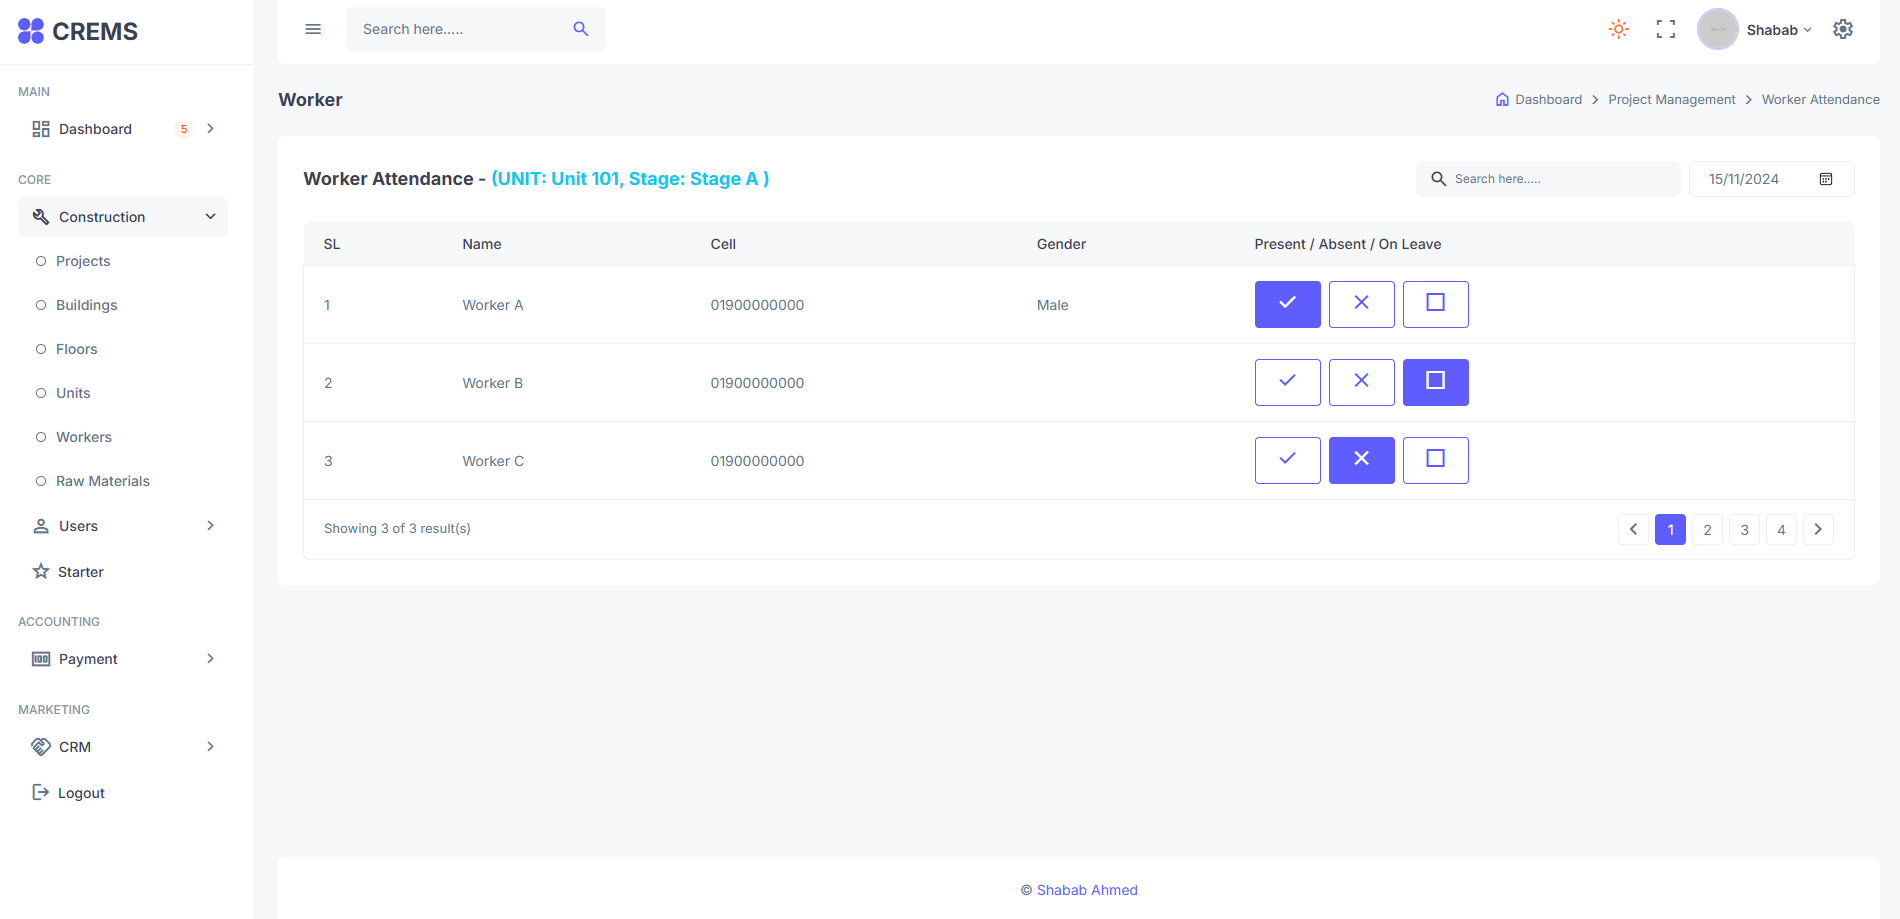 CREMS
MAIN
Dashboard 5
CORE
Construction
Projects
Buildings
Floors
Units
Workers
Raw Materials
Users
Starter
ACCOUNTING
Payment
MARKETING
CRM
Logout
Search here.....
Shabab
Worker
Dashboard > Project Management > Worker Attendance
Worker Attendance - (UNIT: Unit 101, Stage: Stage A )
Search here.....
15/11/2024
SL Name Cell Gender Present / Absent / On Leave
1 Worker A 01900000000 Male
2 Worker B 01900000000
3 Worker C 01900000000
Showing 3 of 3 result(s)
1 2 3 4
© Shabab Ahmed